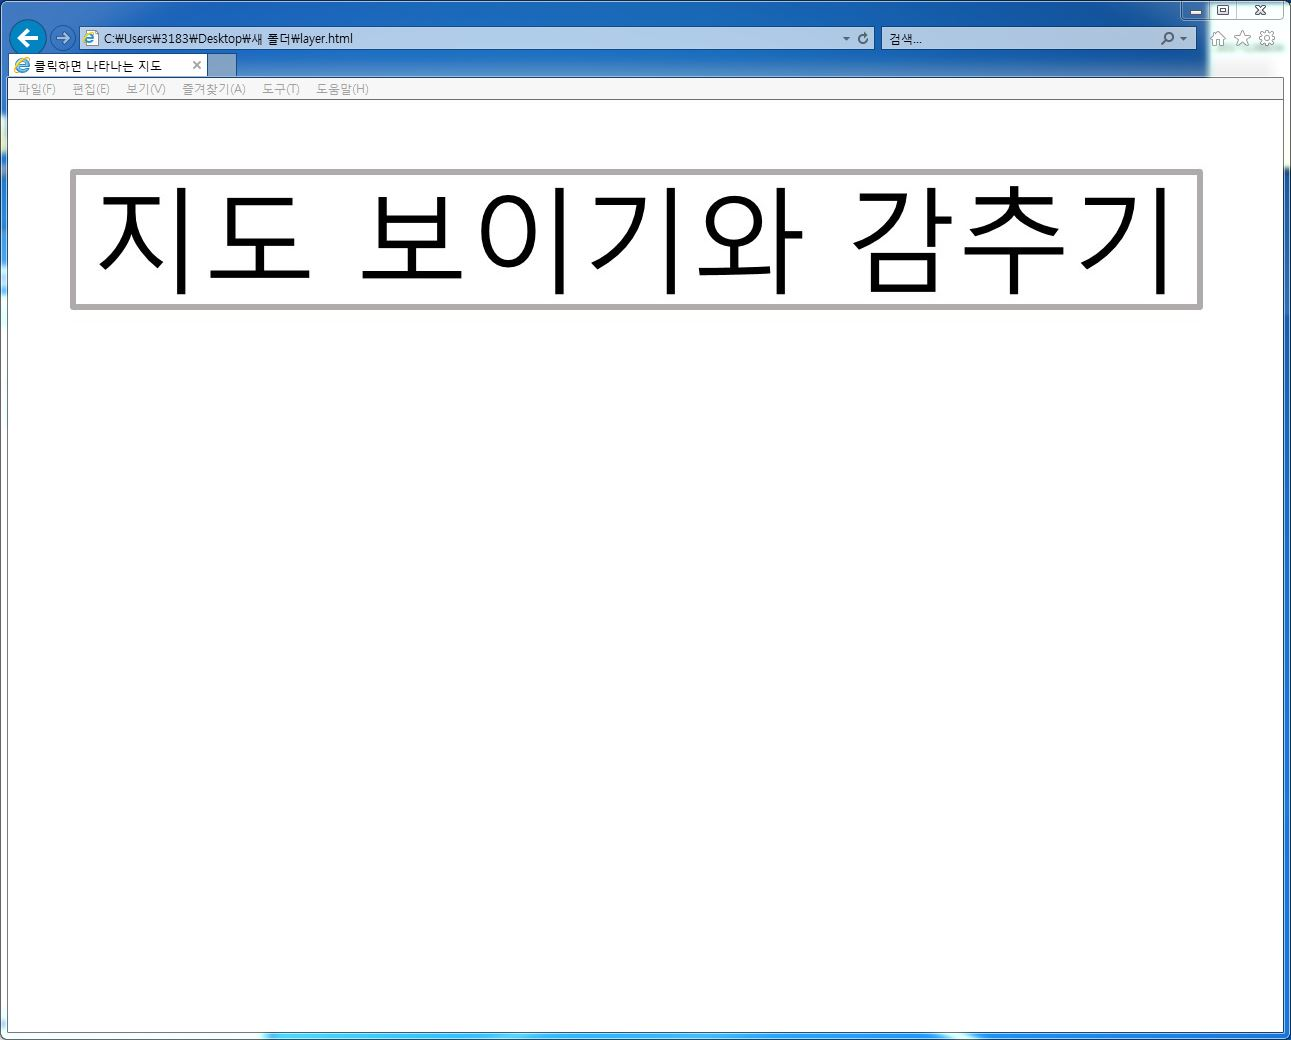 C:₩Users₩3183₩Desktop₩새 폴더₩layer.html
검색...
클릭하면 나타나는 지도
파일(F) 편집(E) 보기(V) 즐겨찾기(A) 도구(T) 도움말(H)
지도 보이기와 감추기